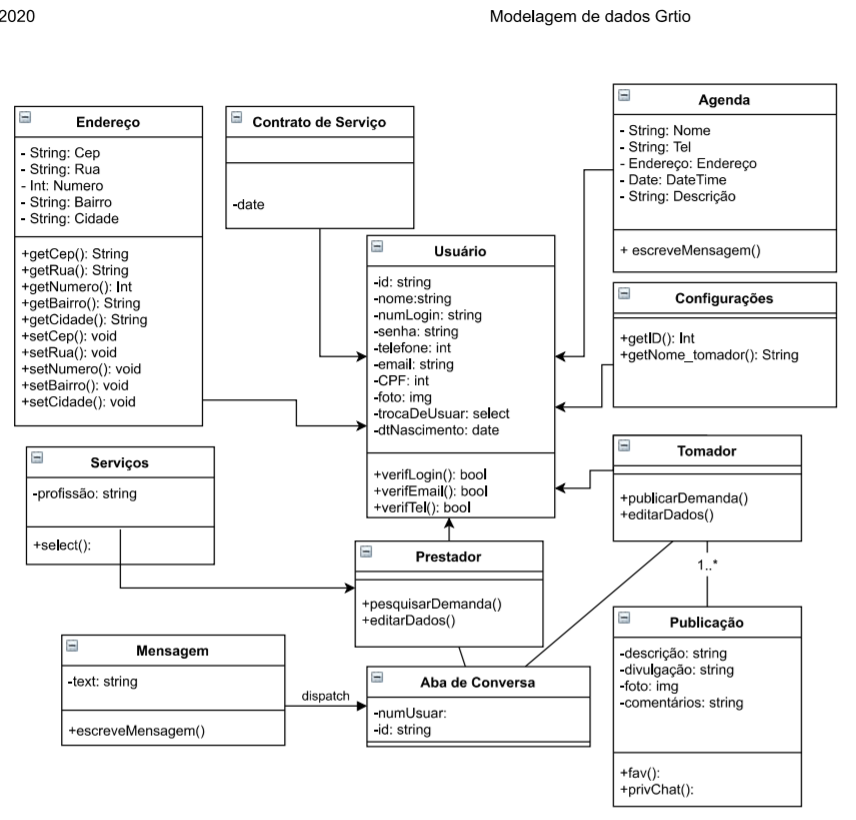 2020
Modelagem de dados Grtio
Endereço
- String: Cep
- String: Rua
- Int: Numero
- String: Bairro
- String: Cidade
+getCep(): String
+getRua(): String
+getNumero(): Int
+getBairro(): String
+getCidade(): String
+setCep(): void
+setRua(): void
+setNumero(): void
+setBairro(): void
+setCidade(): void
Contrato de Serviço
-date
Agenda
- String: Nome
- String: Tel
- Endereço: Endereço
- Date: DateTime
- String: Descrição
+ escreveMensagem()
Usuário
-id: string
-nome:string
-numLogin: string
-senha: string
-telefone: int
-email: string
-CPF: int
-foto: img
-trocaDeUsuar: select
-dtNascimento: date
+verifLogin(): bool
+verifEmail(): bool
+verifTel(): bool
Configurações
+getID(): Int
+getNome_tomador(): String
Serviços
-profissão: string
+select():
Tomador
+publicarDemanda()
+editarDados()
1..*
Prestador
+pesquisarDemanda()
+editarDados()
Publicação
-descrição: string
-divulgação: string
-foto: img
-comentários: string
+fav():
+privChat():
Mensagem
-text: string
+escreveMensagem()
dispatch
Aba de Conversa
-numUsuar:
-id: string